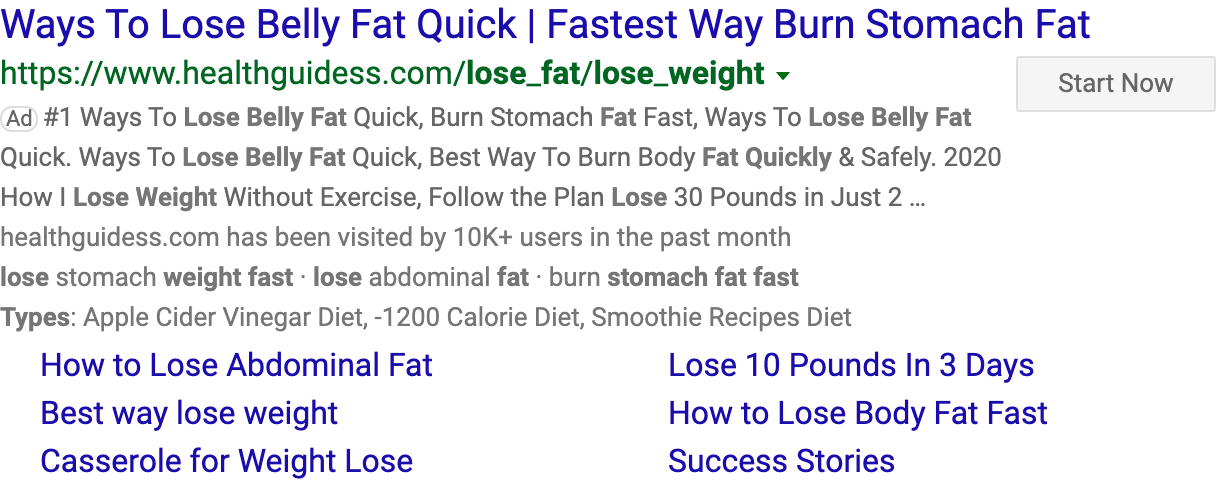 Ways To Lose Belly Fat Quick | Fastest Way Burn Stomach Fat
https://www.healthguidess.com/lose_fat/lose_weight
Start Now
Ad #1 Ways To Lose Belly Fat Quick, Burn Stomach Fat Fast, Ways To Lose Belly Fat
Quick. Ways To Lose Belly Fat Quick, Best Way To Burn Body Fat Quickly & Safely. 2020
How I Lose Weight Without Exercise, Follow the Plan Lose 30 Pounds in Just 2 ...
healthguidess.com has been visited by 10K+ users in the past month
lose stomach weight fast · lose abdominal fat · burn stomach fat fast
Types: Apple Cider Vinegar Diet, -1200 Calorie Diet, Smoothie Recipes Diet
How to Lose Abdominal Fat
Lose 10 Pounds In 3 Days
Best way lose weight
How to Lose Body Fat Fast
Casserole for Weight Lose
Success Stories